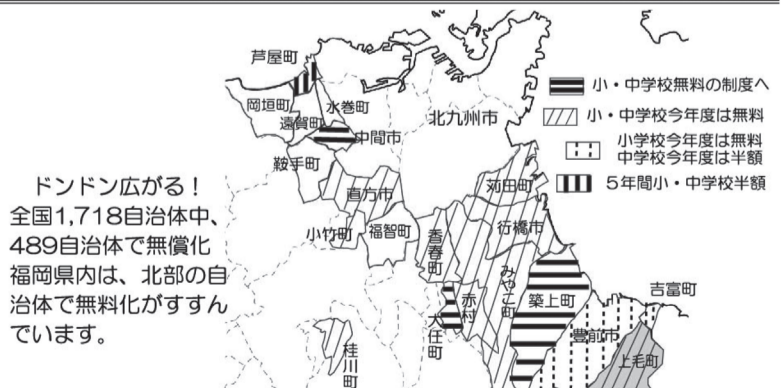 芦屋町
岡垣町
水巻町
遠賀町
中間市
北九州市
鞍手町
直方市
苅田町
小竹町
福智町
香春町
行橋市
みやこ町
赤村
大任町
築上町
吉富町
豊前市
上毛町
桂川町
小・中学校無料の制度へ
小・中学校今年度は無料
小学校今年度は無料
中学校今年度は半額
5年間小・中学校半額
ドンドン広がる！
全国1,718自治体中、
489自治体で無償化
福岡県内は、北部の自
治体で無料化がすすん
でいます。